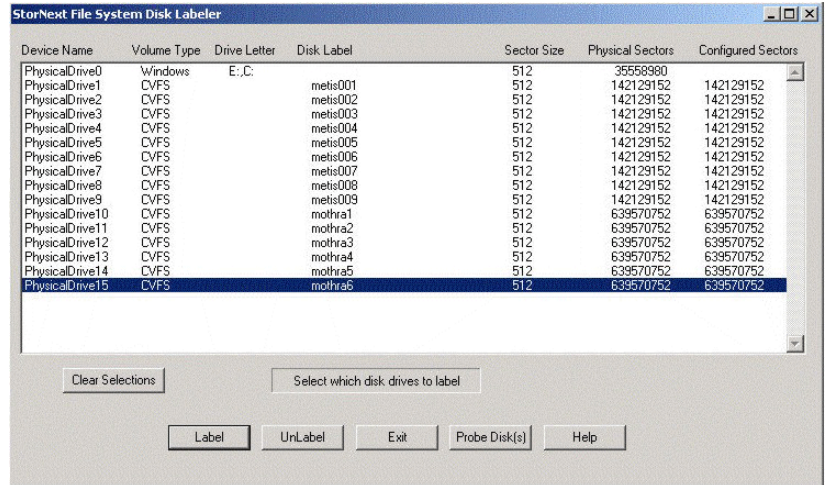 StorNext File System Disk Labeler
Device Name Volume Type Drive Letter Disk Label Sector Size Physical Sectors Configured Sectors
PhysicalDrive0 Windows E:,C: 512 35558980
PhysicalDrive1 CVFS metis001 512 142129152 142129152
PhysicalDrive2 CVFS metis002 512 142129152 142129152
PhysicalDrive3 CVFS metis003 512 142129152 142129152
PhysicalDrive4 CVFS metis004 512 142129152 142129152
PhysicalDrive5 CVFS metis005 512 142129152 142129152
PhysicalDrive6 CVFS metis006 512 142129152 142129152
PhysicalDrive7 CVFS metis007 512 142129152 142129152
PhysicalDrive8 CVFS metis008 512 142129152 142129152
PhysicalDrive9 CVFS metis009 512 142129152 142129152
PhysicalDrive10 CVFS mothra1 512 639570752 639570752
PhysicalDrive11 CVFS mothra2 512 639570752 639570752
PhysicalDrive12 CVFS mothra3 512 639570752 639570752
PhysicalDrive13 CVFS mothra4 512 639570752 639570752
PhysicalDrive14 CVFS mothra5 512 639570752 639570752
PhysicalDrive15 CVFS mothra6 512 639570752 639570752
Clear Selections Select which disk drives to label
Label UnLabel Exit Probe Disk(s) Help